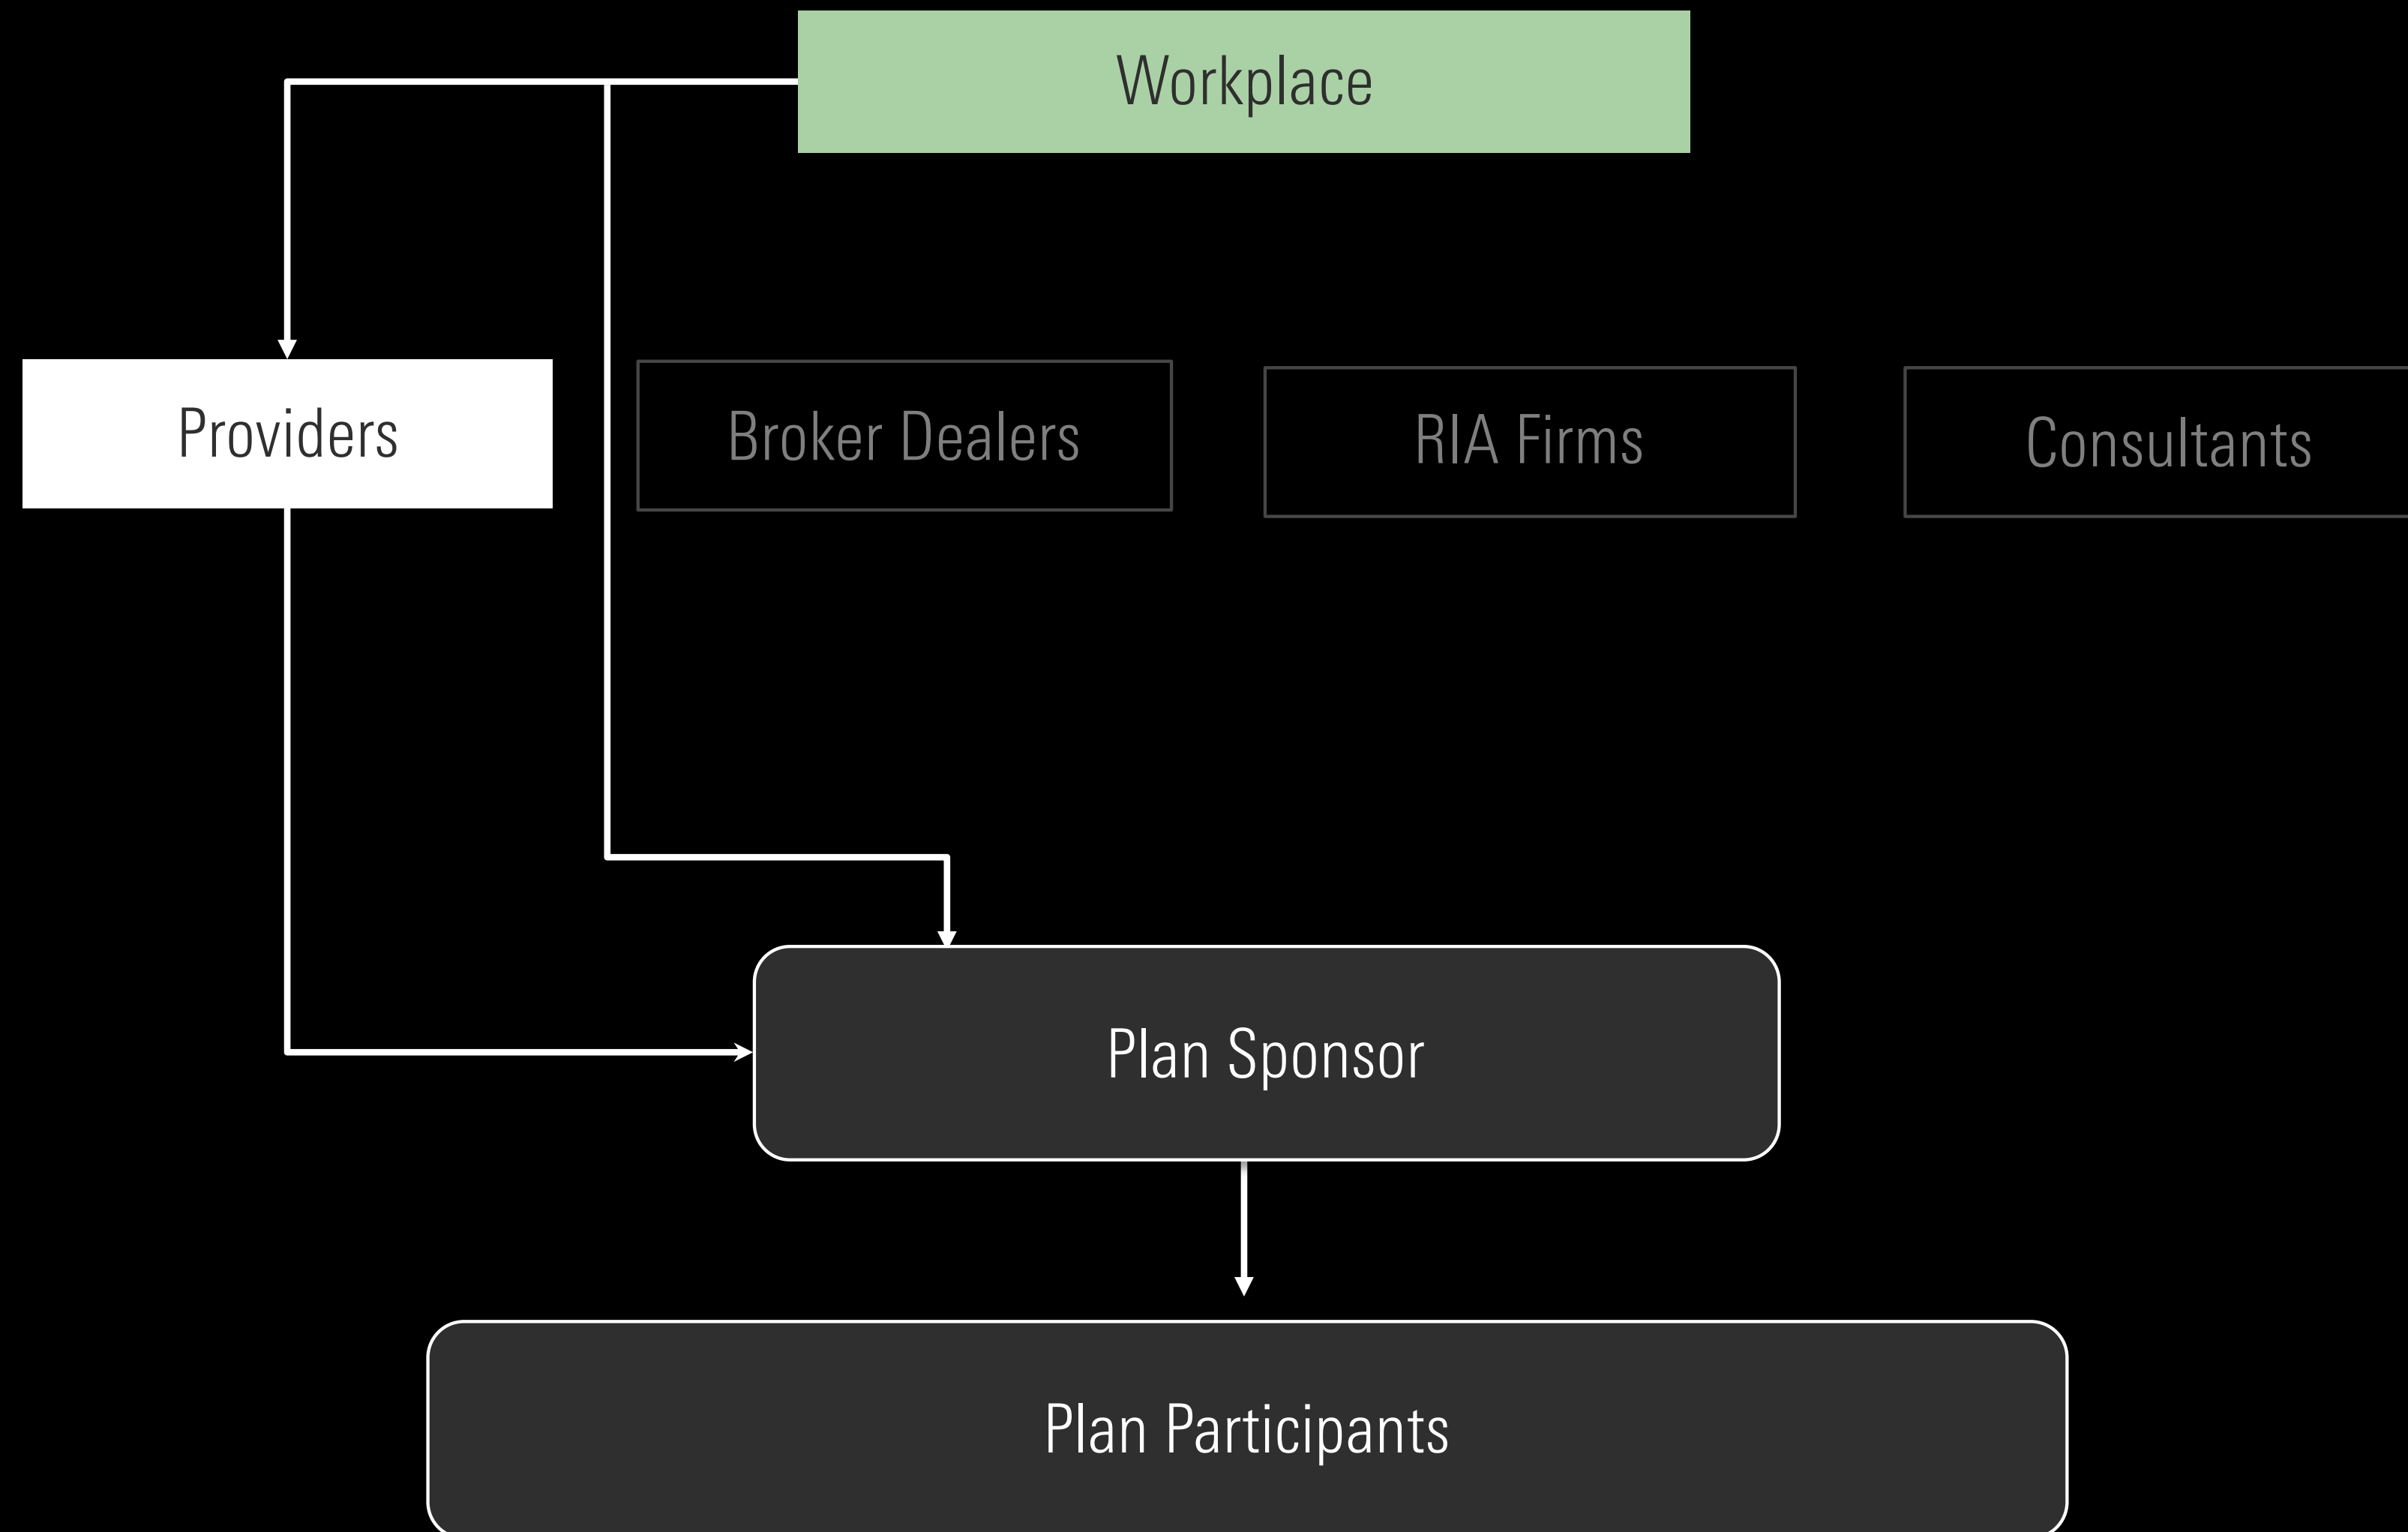 Workplace
Providers
Broker Dealers
RIA Firms
Consultants
Plan Sponsor
Plan Participants